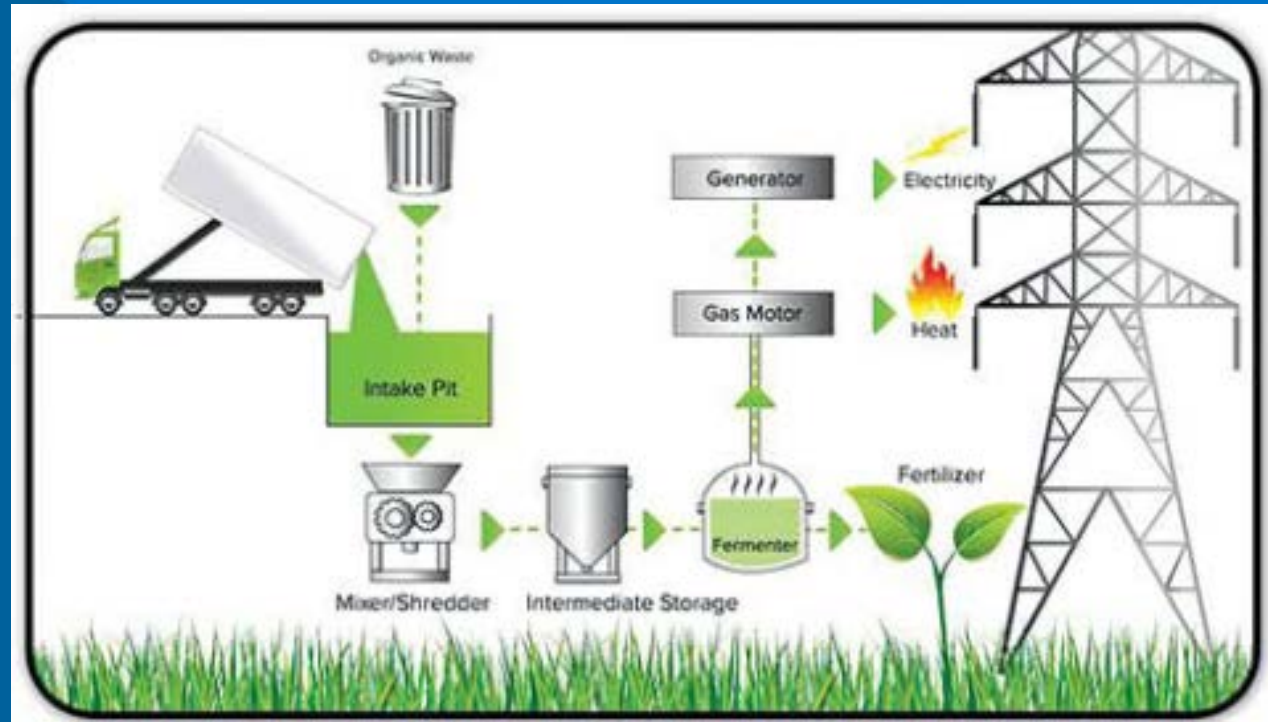 Organic Waste
Generator
Electricity
Gas Motor
Heat
Intake Pit
Fertilizer
Fermenter
Mixer/Shredder
Intermediate Storage